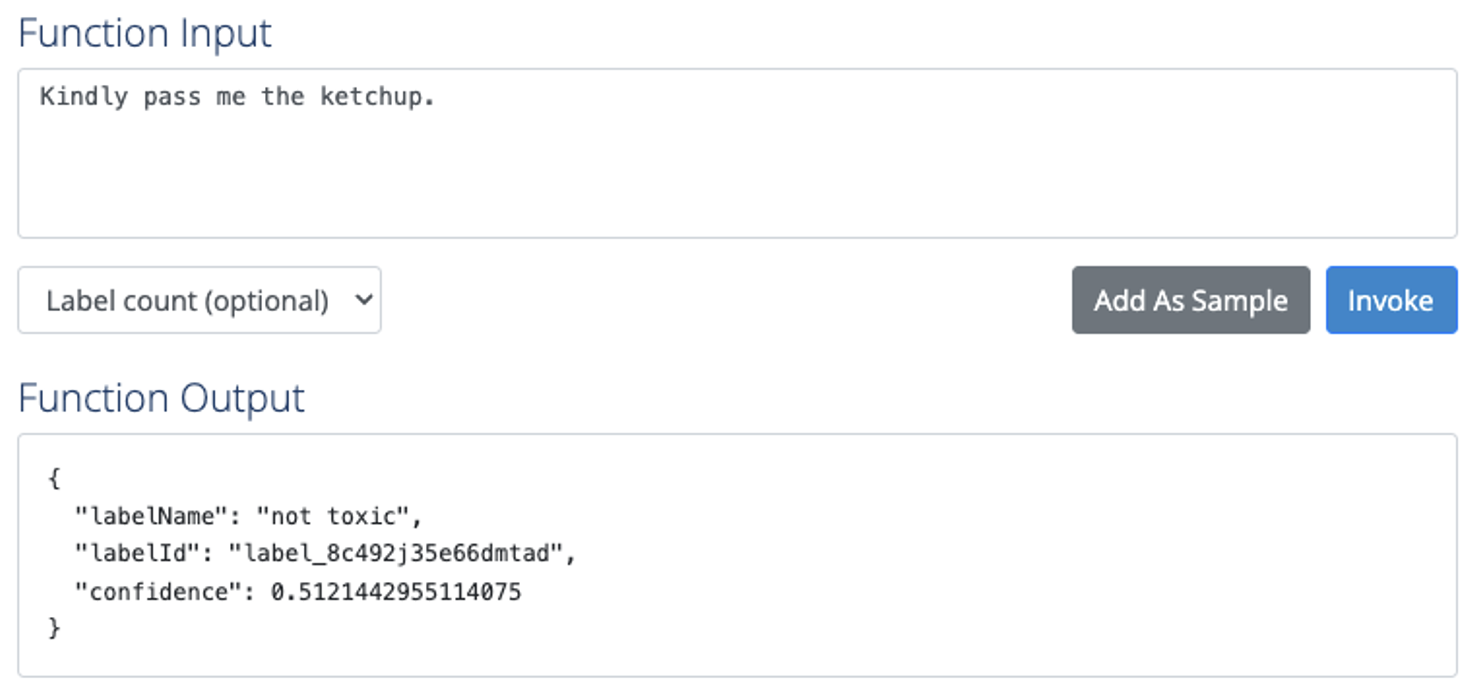 Function Input
Kindly pass me the ketchup.
Label count (optional)
Add As Sample
Invoke
Function Output
{
"labelName": "not toxic",
"labelId": "label_8c492j35e66dmtad",
"confidence": 0.5121442955114075
}